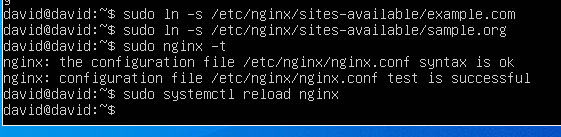 david@david:~$ sudo ln -s /etc/nginx/sites-available/example.com
david@david:~$ sudo ln -s /etc/nginx/sites-available/sample.org
david@david:~$ sudo nginx -t
nginx: the configuration file /etc/nginx/nginx.conf syntax is ok
nginx: configuration file /etc/nginx/nginx.conf test is successful
david@david:~$ sudo systemctl reload nginx
david@david:~$